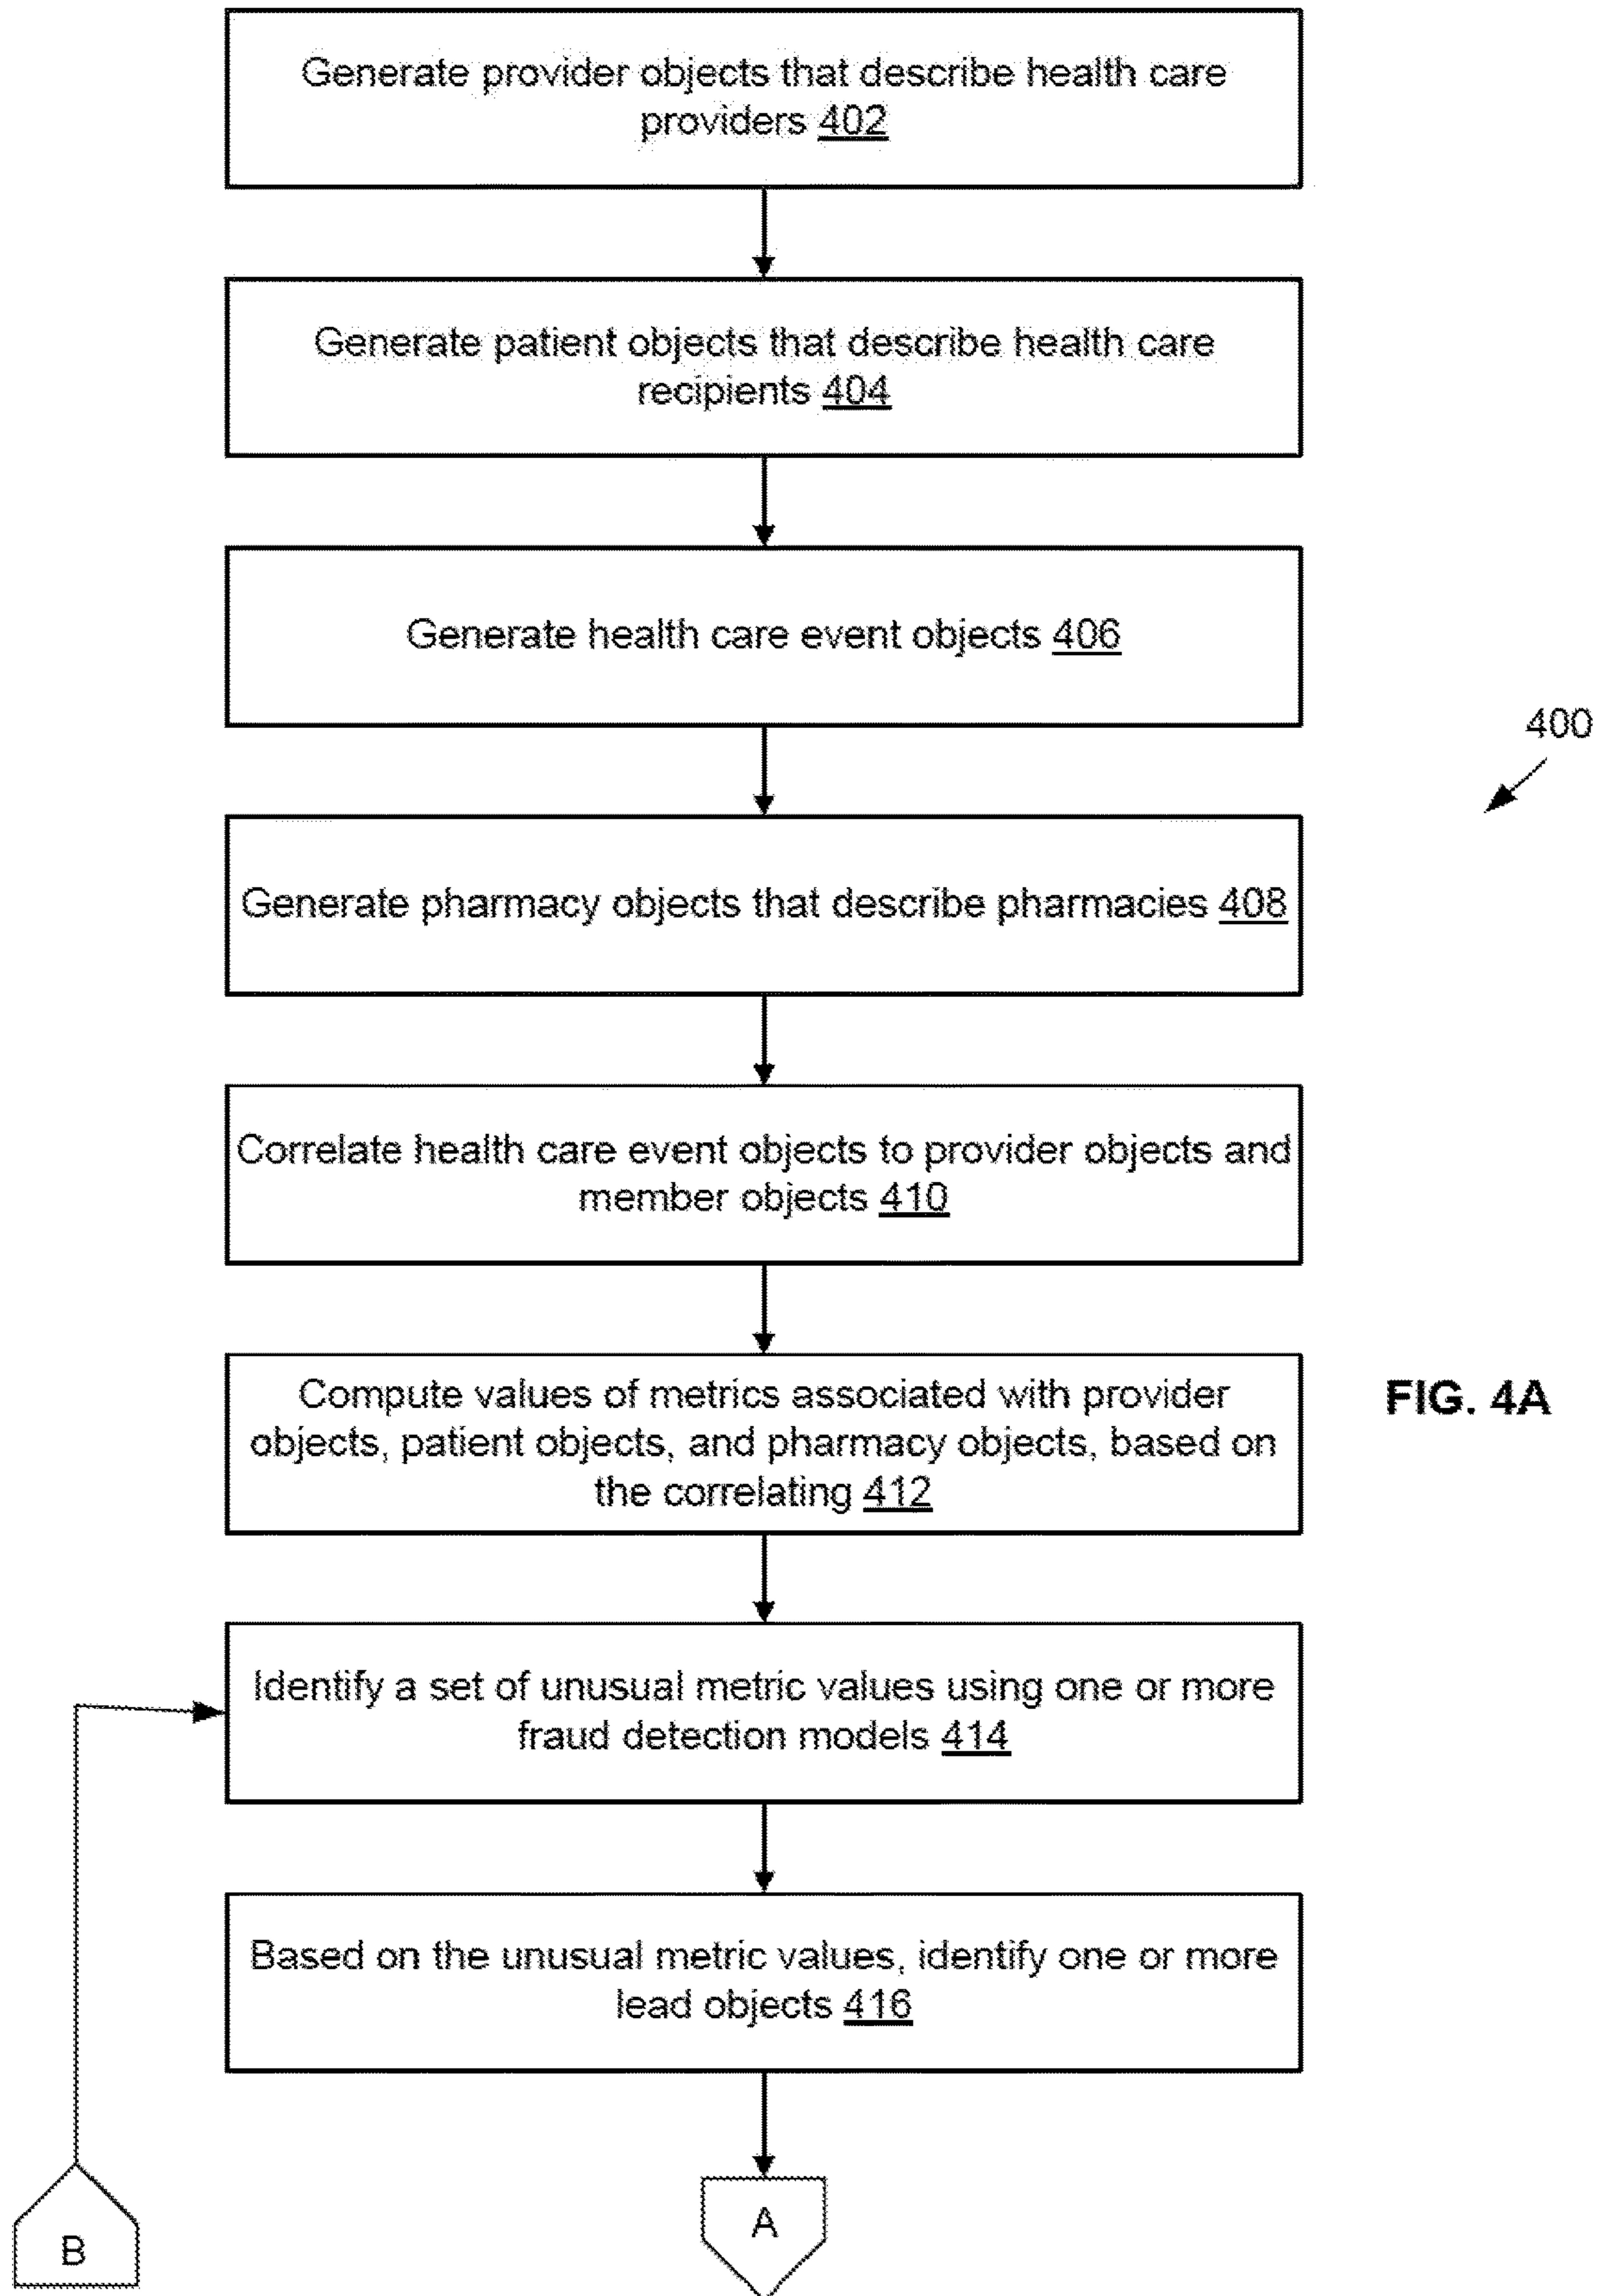 Generate provider objects that describe health care
providers 402
Generate patient objects that describe health care
recipients 404
Generate health care event objects 406
400
Generate pharmacy objects that describe pharmacies 408
Correlate health care event objects to provider objects and
member objects 410
Compute values of metrics associated with provider
objects, patient objects, and pharmacy objects, based on
the correlating 412
FIG. 4A
Identify a set of unusual metric values using one or more
fraud detection models 414
Based on the unusual metric values, identify one or more
lead objects 416
A
B